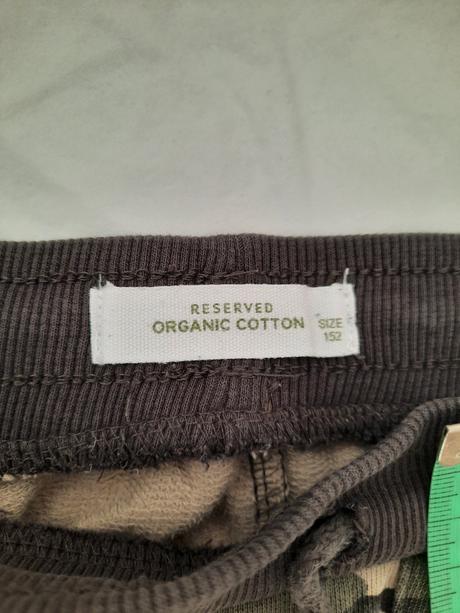 RESERVED
ORGANIC COTTON
SIZE
152